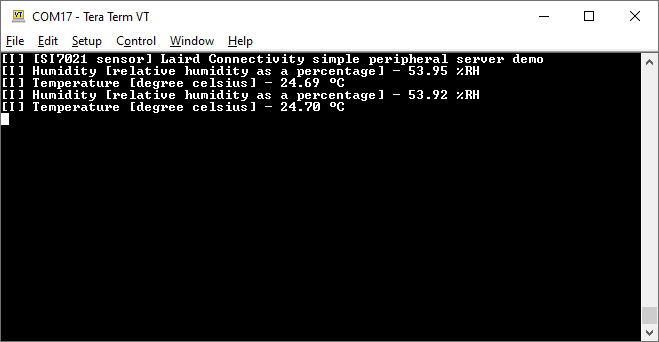 COM17 - Tera Term VT
File Edit Setup Control Window Help
[I] [SI7021 sensor] Laird Connectivity simple peripheral server demo
[I] Humidity [relative humidity as a percentage] - 53.95 %RH
[I] Temperature [degree celsius] - 24.69 ºC
[I] Humidity [relative humidity as a percentage] - 53.92 %RH
[I] Temperature [degree celsius] - 24.70 ºC